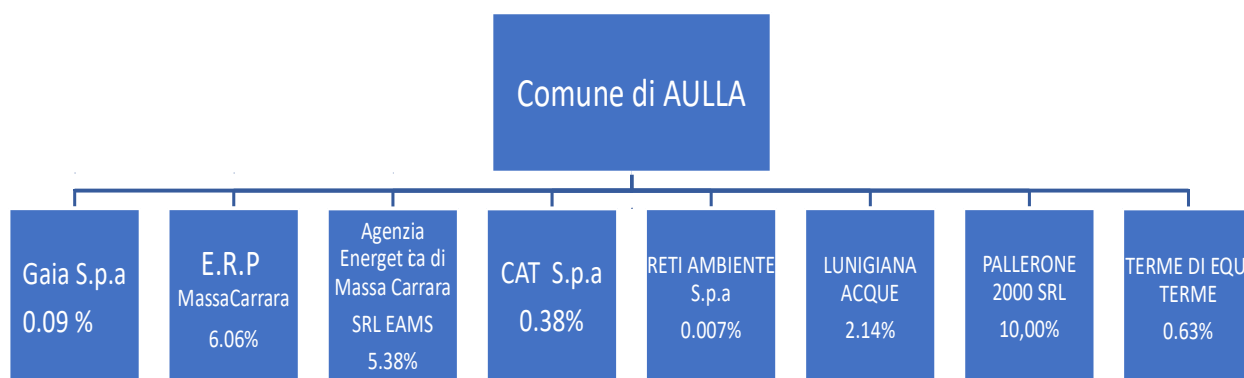 Comune di AULLA
Gaia S.p.a
0.09 %
E.R.P
MassaCarrara
6.06%
Agenzia
Energetica di
Massa Carrara
SRL EAMS
5.38%
CAT S.p.a
0.38%
RETI AMBIENTE
S.p.a
0.007%
LUNIGIANA
ACQUE
2.14%
PALLERONE
2000 SRL
10,00%
TERME DI EQU
TERME
0.63%